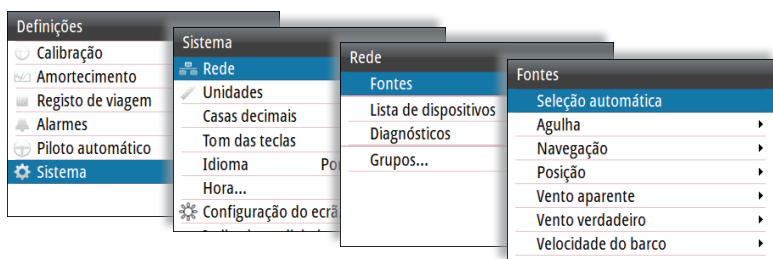 Definições
Calibração
Amortecimento
Registo de viagem
Alarmes
Piloto automático
Sistema
Sistema
Rede
Unidades
Casas decimais
Tom das teclas
Idioma
Hora...
Configuração do ecrã
Rede
Fontes
Lista de dispositivos
Diagnósticos
Grupos...
Fontes
Seleção automática
Agulha
Navegação
Posição
Vento aparente
Vento verdadeiro
Velocidade do barco